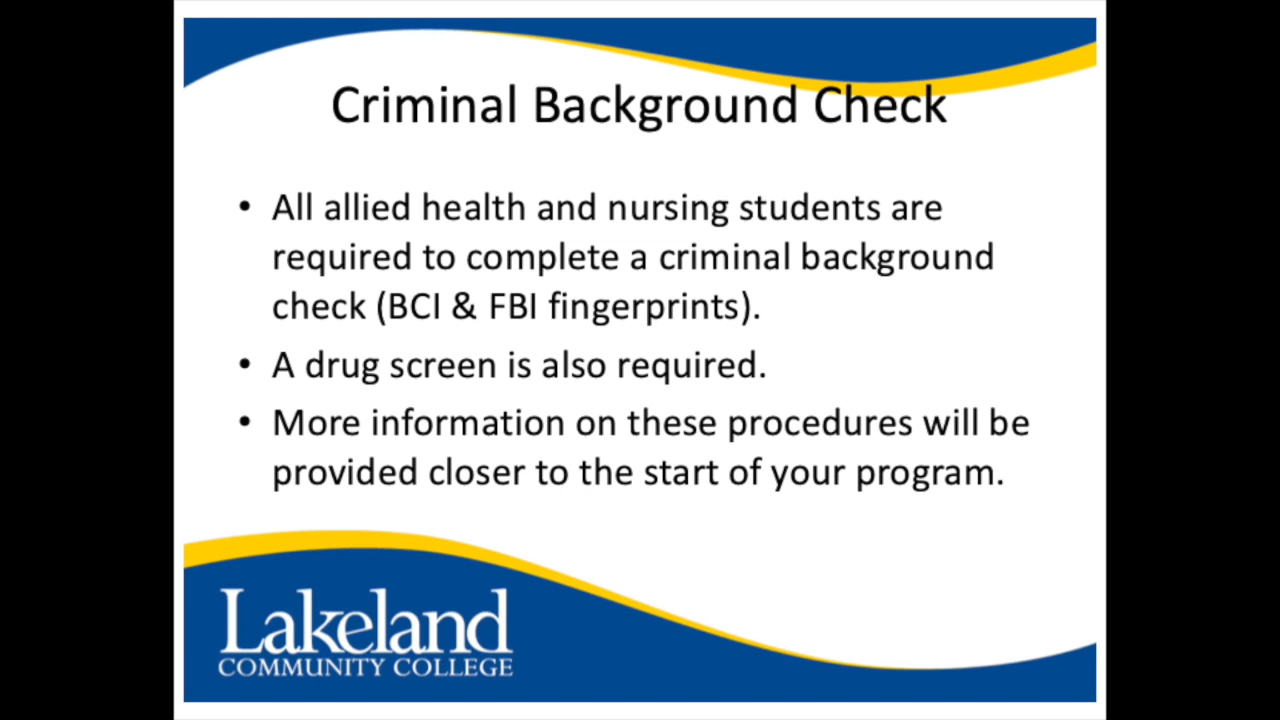 Criminal Background Check
• All allied health and nursing students are
required to complete a criminal background
check (BCI & FBI fingerprints).
• A drug screen is also required.
• More information on these procedures will be
provided closer to the start of your program.
Lakeland
COMMUNITY COLLEGE